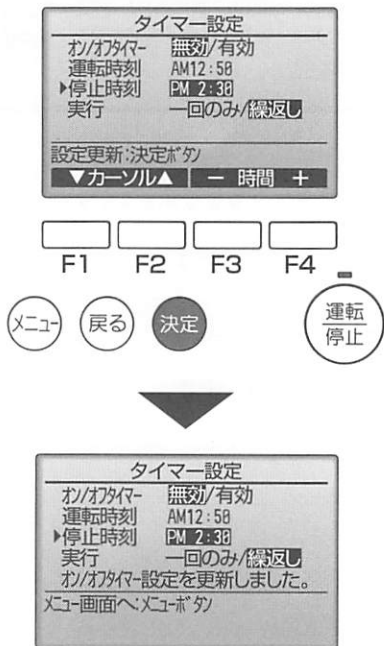 タイマー設定
オン/オフタイマー 無効/有効
運転時刻 AM12:50
▶停止時刻 PM 2:30
実行 一回のみ/繰返し
設定更新:決定ボタン
▼カーソル▲ － 時間 ＋
F1 F2 F3 F4
メニュー 戻る 決定 運転 停止
タイマー設定
オン/オフタイマー 無効/有効
運転時刻 AM12:50
▶停止時刻 PM 2:30
実行 一回のみ/繰返し
オン/オフタイマー設定を更新しました。
メニュー画面へ:メニューボタン